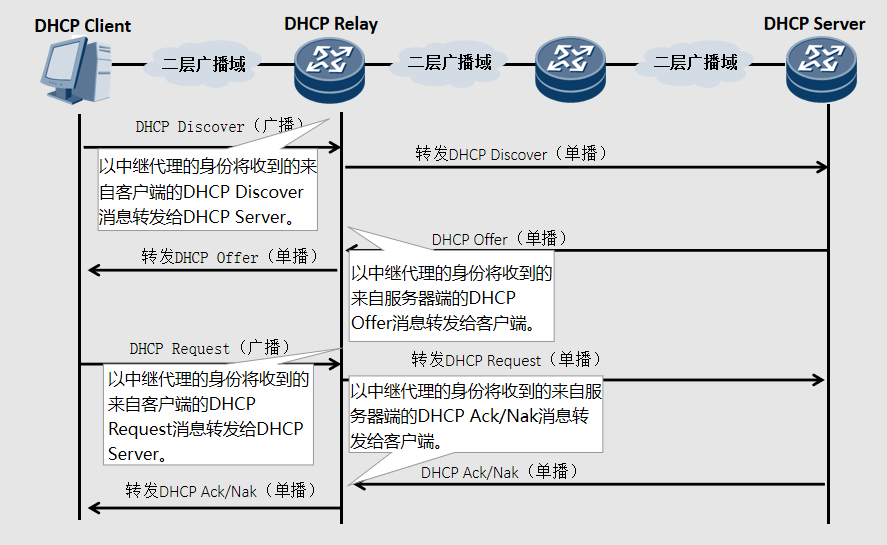 DHCP Client
DHCP Relay
DHCP Server
二层广播域
二层广播域
二层广播域
DHCP Discover（广播）
以中继代理的身份将收到的来
自客户端的DHCP Discover
消息转发给DHCP Server。
转发DHCP Discover（单播）
DHCP Offer（单播）
转发DHCP Offer（单播）
以中继代理的身份将收到的
来自服务器端的DHCP
Offer消息转发给客户端。
DHCP Request（广播）
转发DHCP Request（单播）
以中继代理的身份将收到的
来自客户端的DHCP
Request消息转发给DHCP
Server。
以中继代理的身份将收到的来自服
务器端的DHCP Ack/Nak消息转
发给客户端。
DHCP Ack/Nak（单播）
转发DHCP Ack/Nak（单播）